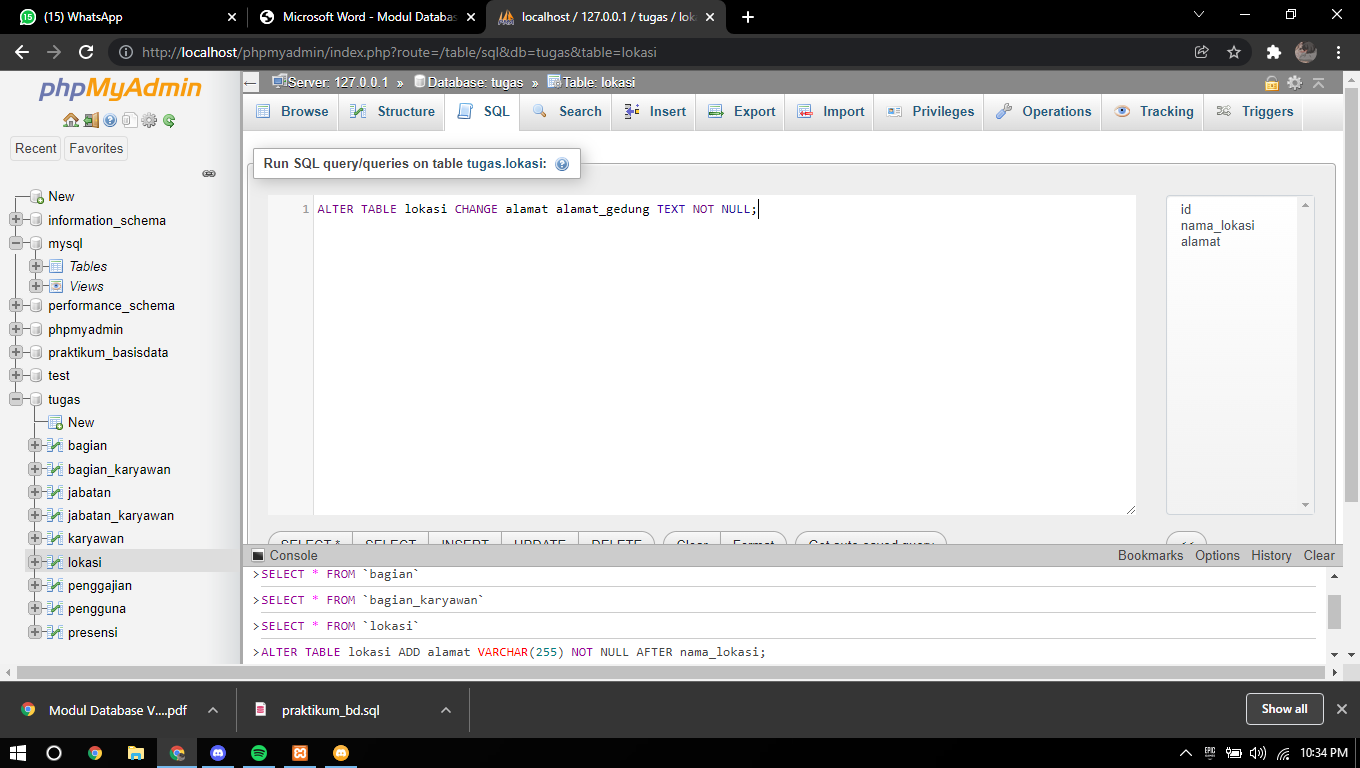 (15) WhatsApp
Microsoft Word - Modul Databas
localhost / 127.0.0.1 / tugas / lok
http://localhost/phpmyadmin/index.php?route=/table/sql&db=tugas&table=lokasi
phpMyAdmin
Recent
Favorites
New
information_schema
mysql
Tables
Views
performance_schema
phpmyadmin
praktikum_basisdata
test
tugas
New
bagian
bagian_karyawan
jabatan
jabatan_karyawan
karyawan
lokasi
penggajian
pengguna
presensi
Server: 127.0.0.1 » Database: tugas » Table: lokasi
Browse Structure SQL Search Insert Export Import Privileges Operations Tracking Triggers
Run SQL query/queries on table tugas.lokasi:
1 ALTER TABLE lokasi CHANGE alamat alamat_gedung TEXT NOT NULL;
id
nama_lokasi
alamat
SELECT * SELECT INSERT UPDATE DELETE Clear Format Get auto-saved query <<
Console
Bookmarks Options History Clear
>SELECT * FROM `bagian`
>SELECT * FROM `bagian_karyawan`
>SELECT * FROM `lokasi`
>ALTER TABLE lokasi ADD alamat VARCHAR(255) NOT NULL AFTER nama_lokasi;
Modul Database V....pdf
praktikum_bd.sql
Show all
10:34 PM